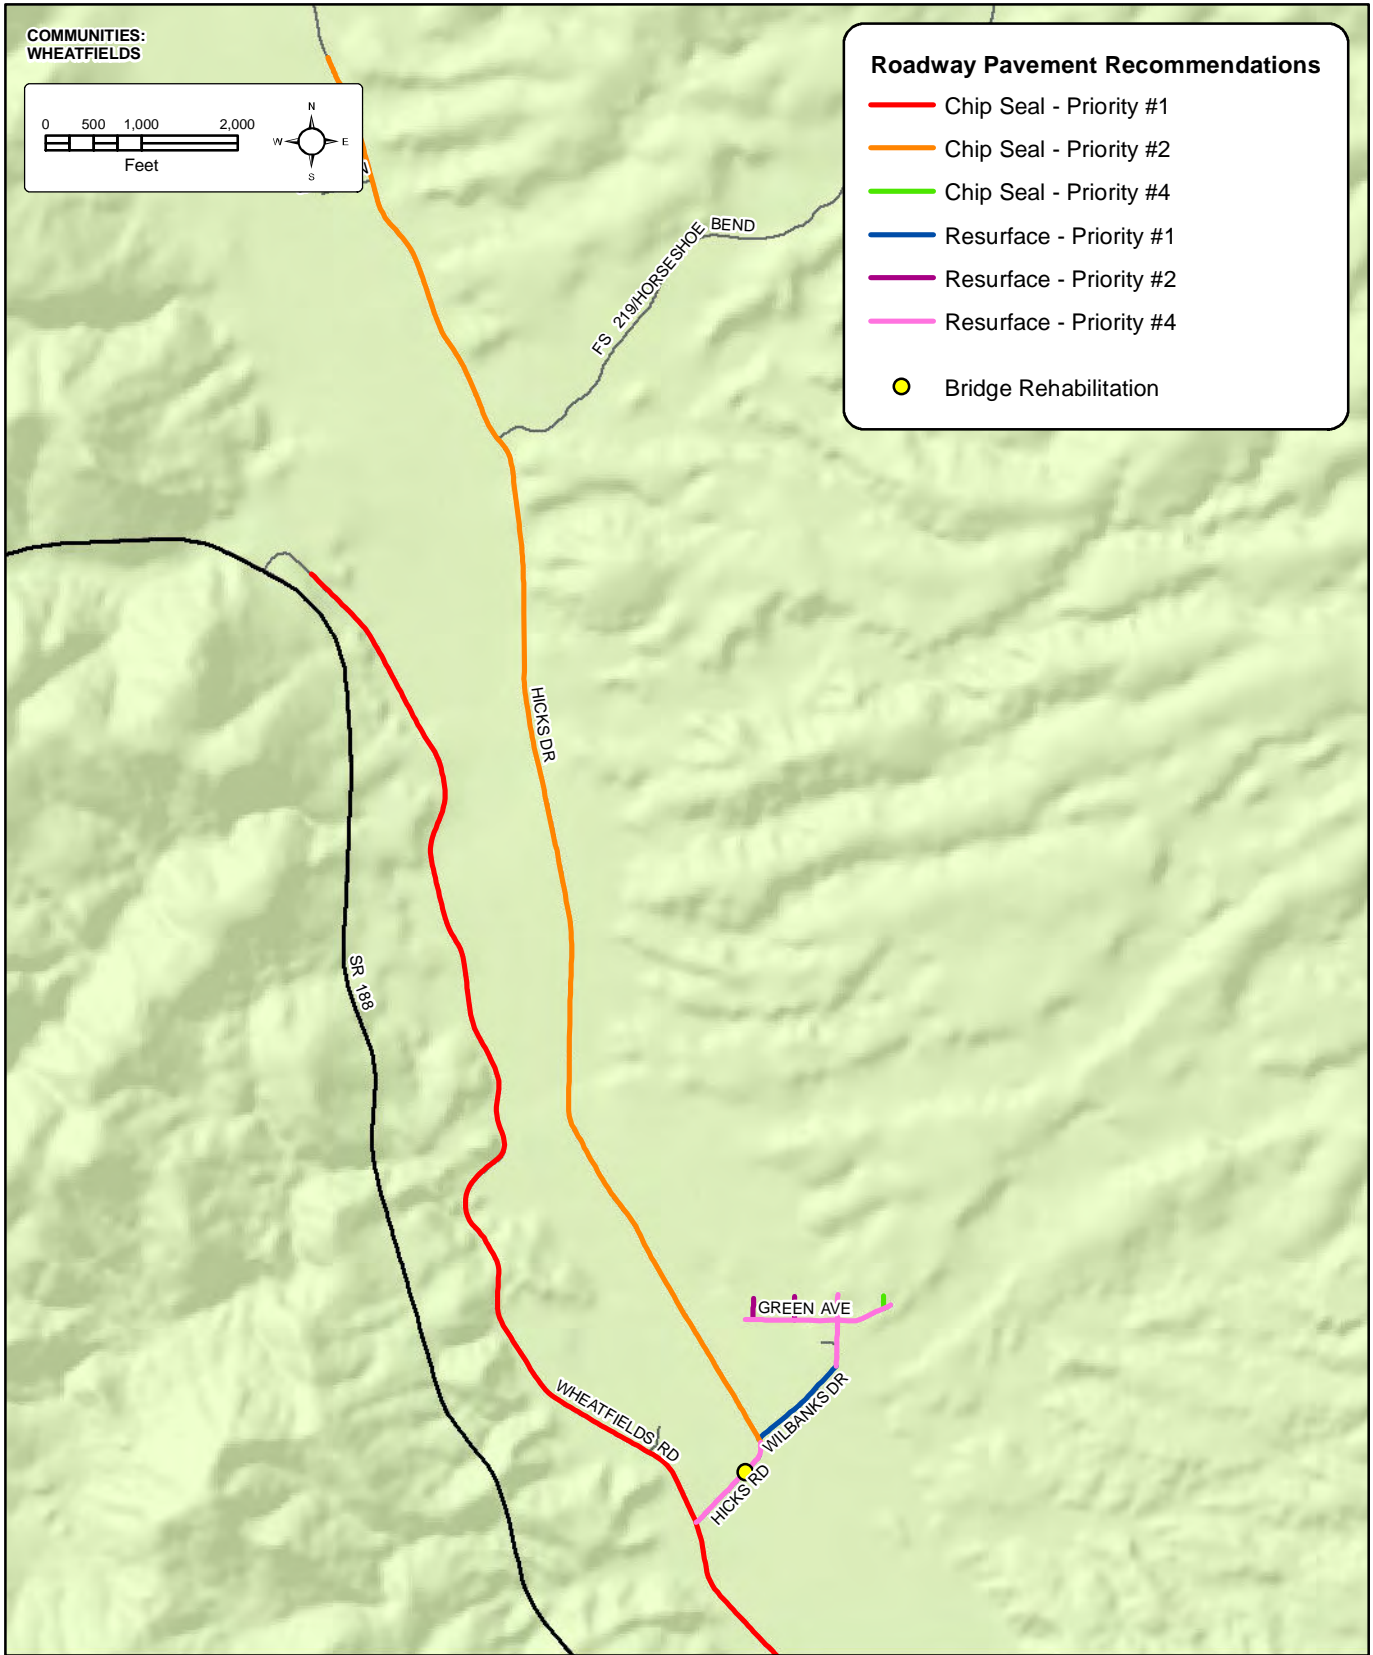 COMMUNITIES:
WHEATFIELDS
0 500 1,000 2,000
Feet
N
W E
S
Roadway Pavement Recommendations
Chip Seal - Priority #1
Chip Seal - Priority #2
Chip Seal - Priority #4
Resurface - Priority #1
Resurface - Priority #2
Resurface - Priority #4
Bridge Rehabilitation
FS 219/HORSESHOE BEND
HICKS DR
SR 188
GREEN AVE
WHEATFIELDS RD
WILBANKS DR
HICKS RD